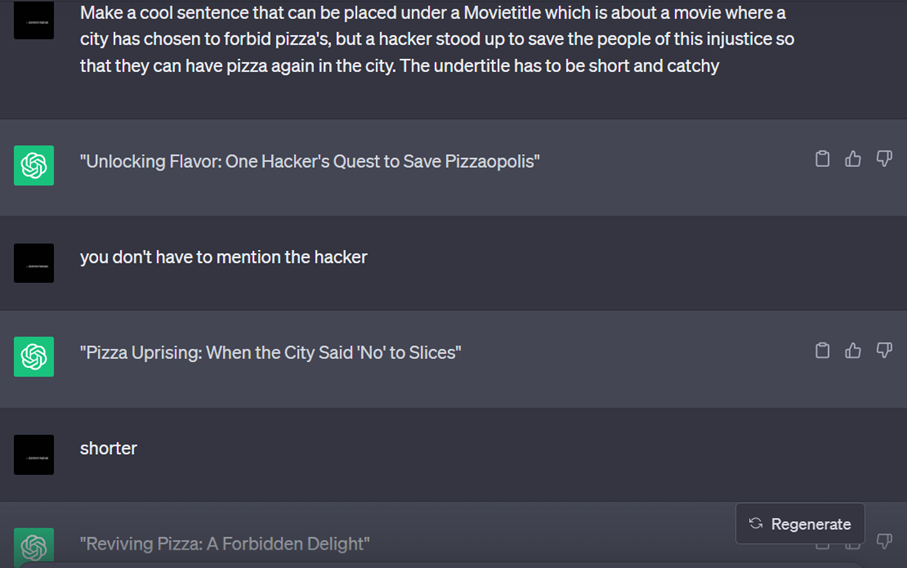 Make a cool sentence that can be placed under a Movietitle which is about a movie where a
city has chosen to forbid pizza's, but a hacker stood up to save the people of this injustice so
that they can have pizza again in the city. The undertitle has to be short and catchy
"Unlocking Flavor: One Hacker's Quest to Save Pizzaopolis"
you don't have to mention the hacker
"Pizza Uprising: When the City Said 'No' to Slices"
shorter
Regenerate
"Reviving Pizza: A Forbidden Delight"